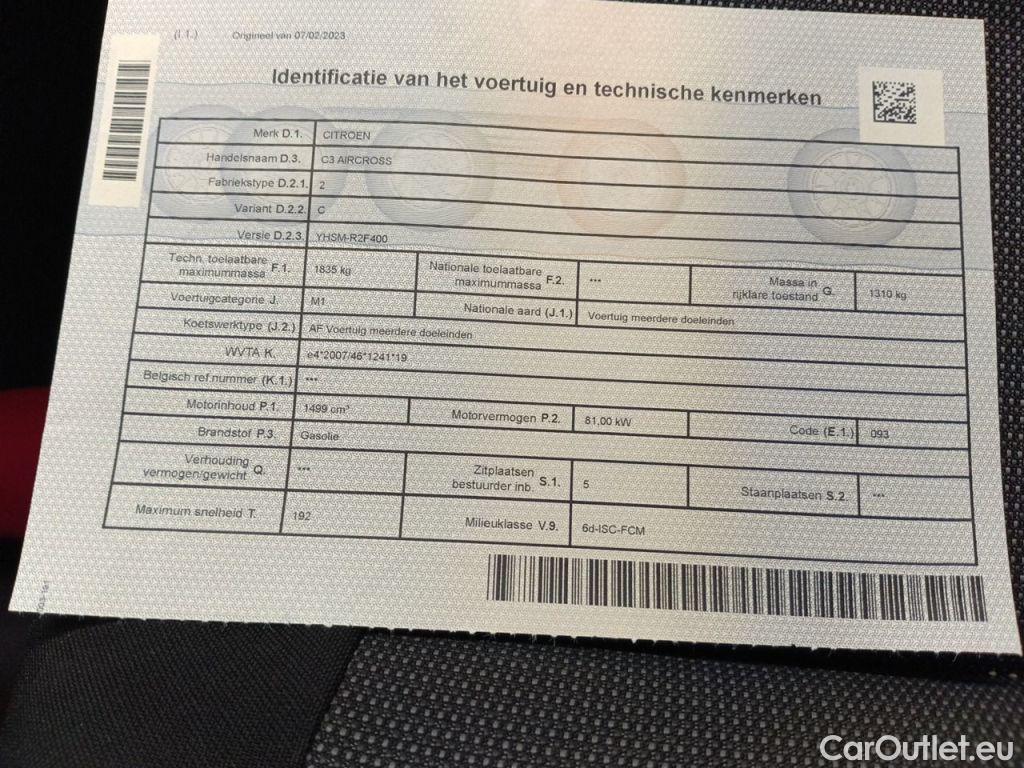 (I.1.) Origineel van 07/02/2023
Identificatie van het voertuig en technische kenmerken
Merk D.1. CITROEN
Handelsnaam D.3. C3 AIRCROSS
Fabriekstype D.2.1. 2
Variant D.2.2. C
Versie D.2.3. YHSM-R2F400
Techn. toelaatbare maximummassa F.1. 1835 kg Nationale toelaatbare maximummassa F.2. *** Massa in rijklare toestand G. 1310 kg
Voertuigcategorie J. M1 Nationale aard (J.1.) Voertuig meerdere doeleinden
Koetswerktype (J.2.) AF Voertuig meerdere doeleinden
WVTA K. e4*2007/46*1241*19
Belgisch ref.nummer (K.1.) ***
Motorinhoud P.1. 1499 cm³ Motorvermogen P.2. 81,00 kW Code (E.1.) 093
Brandstof P.3. Gasolie
Verhouding vermogen/gewicht Q. *** Zitplaatsen bestuurder inb. S.1. 5 Staanplaatsen S.2. ***
Maximum snelheid T. 192 Milieuklasse V.9. 6d-ISC-FCM
CarOutlet.eu